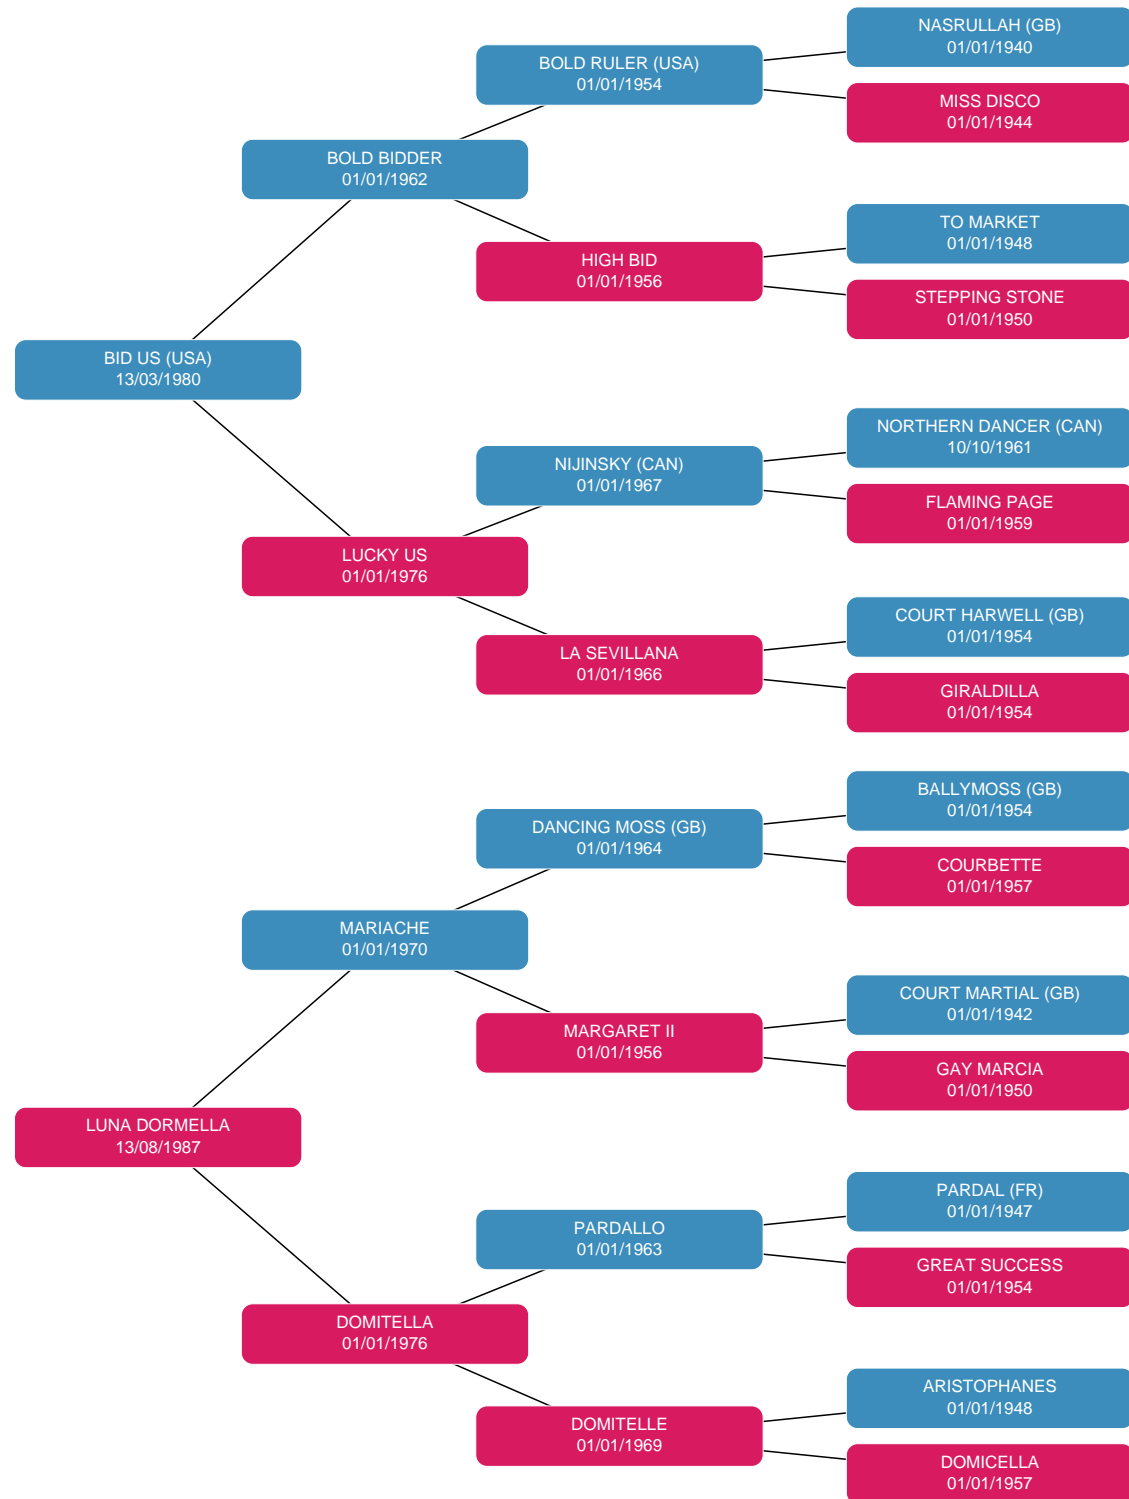 NASRULLAH (GB)
01/01/1940
BOLD RULER (USA)
01/01/1954
MISS DISCO
01/01/1944
BOLD BIDDER
01/01/1962
TO MARKET
01/01/1948
HIGH BID
01/01/1956
STEPPING STONE
01/01/1950
BID US (USA)
13/03/1980
NORTHERN DANCER (CAN)
10/10/1961
NIJINSKY (CAN)
01/01/1967
FLAMING PAGE
01/01/1959
LUCKY US
01/01/1976
COURT HARWELL (GB)
01/01/1954
LA SEVILLANA
01/01/1966
GIRALDILLA
01/01/1954
BALLYMOSS (GB)
01/01/1954
DANCING MOSS (GB)
01/01/1964
COURBETTE
01/01/1957
MARIACHE
01/01/1970
COURT MARTIAL (GB)
01/01/1942
MARGARET II
01/01/1956
GAY MARCIA
01/01/1950
LUNA DORMELLA
13/08/1987
PARDAL (FR)
01/01/1947
PARDALLO
01/01/1963
GREAT SUCCESS
01/01/1954
DOMITELLA
01/01/1976
ARISTOPHANES
01/01/1948
DOMITELLE
01/01/1969
DOMICELLA
01/01/1957